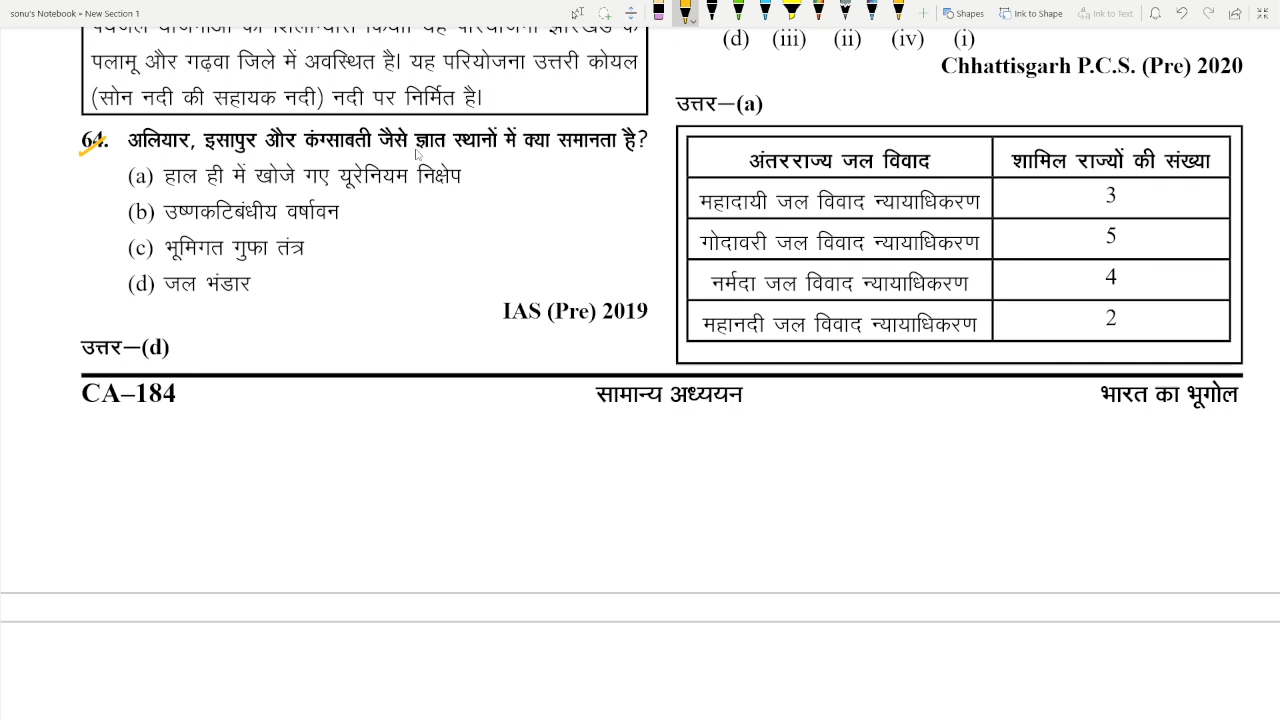 sonu's Notebook » New Section 1
Shapes
Ink to Shape
Ink to Text
पलामू और गढ़वा जिले में अवस्थित है। यह परियोजना उत्तरी कोयल
(सोन नदी की सहायक नदी) नदी पर निर्मित है।
64. अलियार, इसापुर और कंग्साबती जैसे ज्ञात स्थानों में क्या समानता है?
(a) हाल ही में खोजे गए यूरेनियम निक्षेप
(b) उष्णकटिबंधीय वर्षावन
(c) भूमिगत गुफा तंत्र
(d) जल भंडार
IAS (Pre) 2019
उत्तर—(d)
(d) (iii) (ii) (iv) (i)
Chhattisgarh P.C.S. (Pre) 2020
उत्तर—(a)
अंतरराज्य जल विवाद शामिल राज्यों की संख्या
महादायी जल विवाद न्यायाधिकरण 3
गोदावरी जल विवाद न्यायाधिकरण 5
नर्मदा जल विवाद न्यायाधिकरण 4
महानदी जल विवाद न्यायाधिकरण 2
CA–184 सामान्य अध्ययन भारत का भूगोल